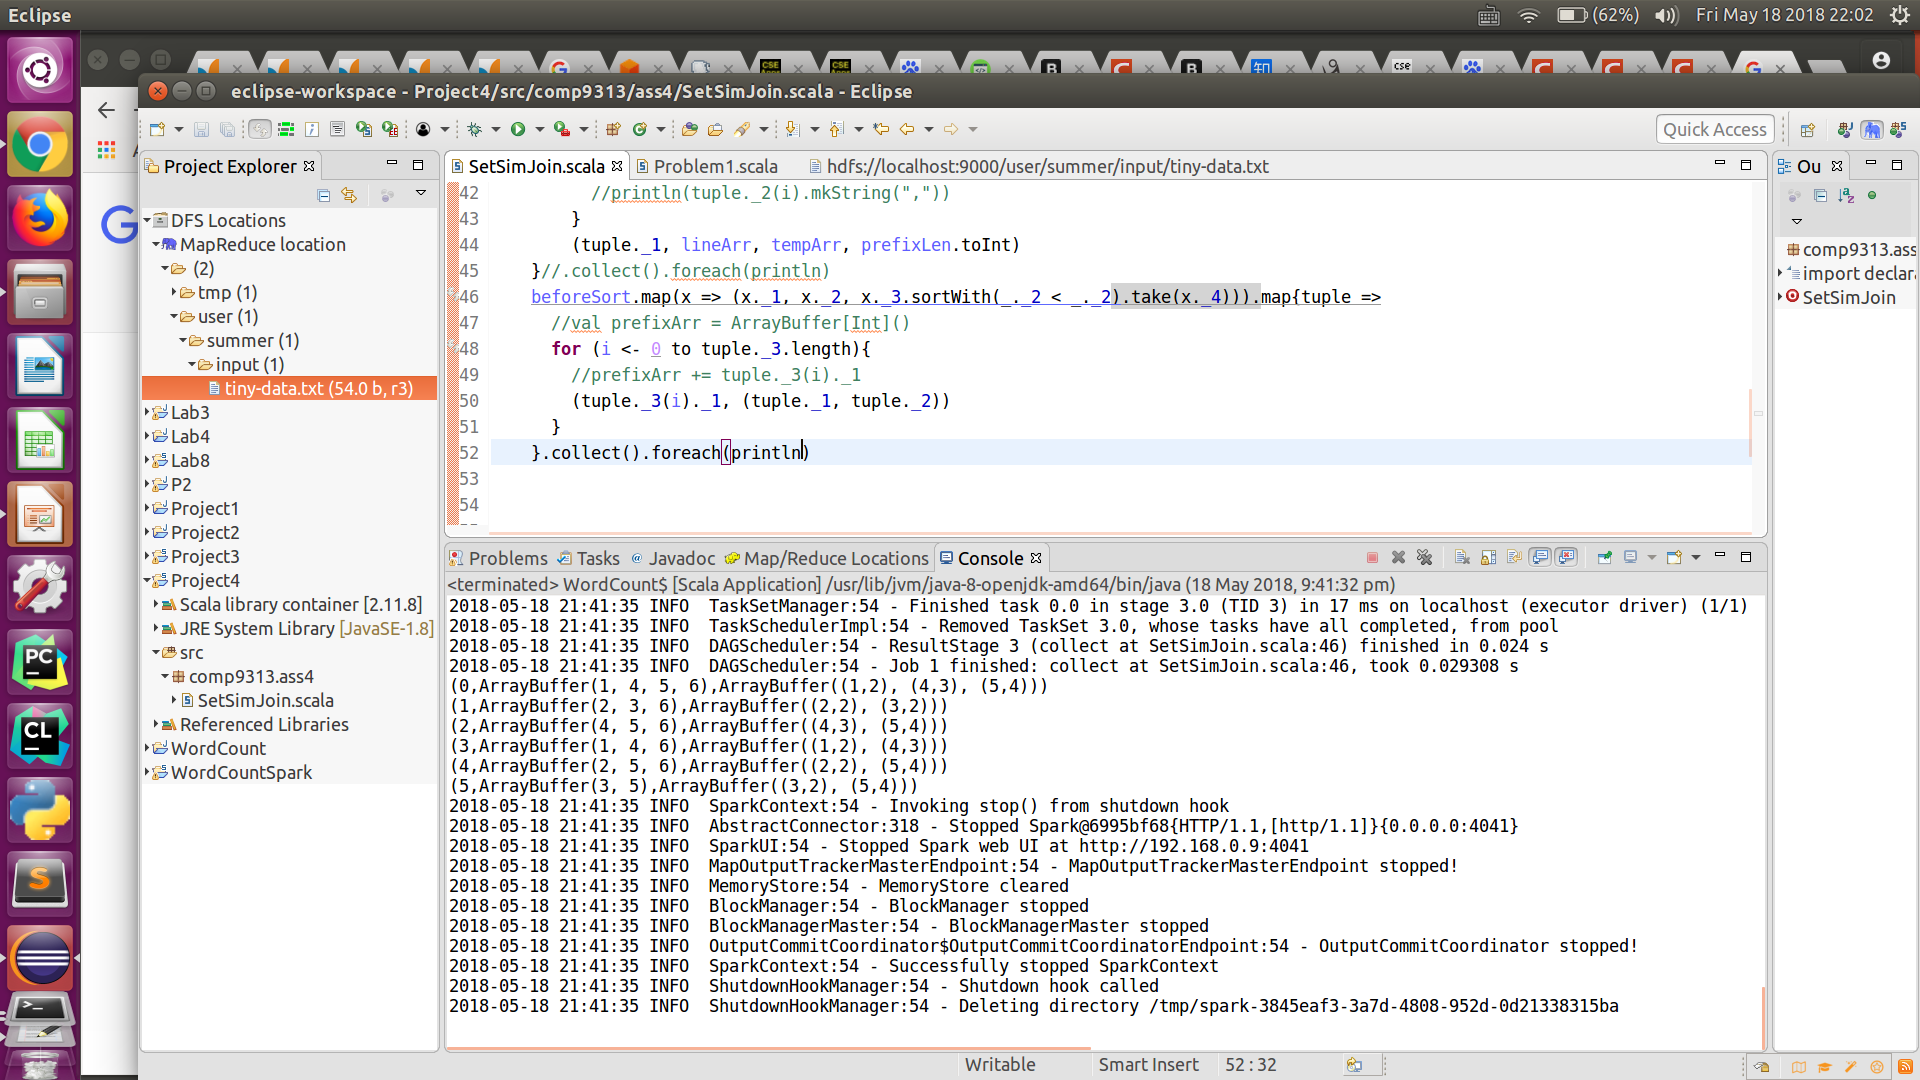 Eclipse
(62%)
Fri May 18 2018 22:02
eclipse-workspace - Project4/src/comp9313/ass4/SetSimJoin.scala - Eclipse
Quick Access
Project Explorer
SetSimJoin.scala
Problem1.scala
hdfs://localhost:9000/user/summer/input/tiny-data.txt
Ou
DFS Locations
MapReduce location
(2)
tmp (1)
user (1)
summer (1)
input (1)
tiny-data.txt (54.0 b, r3)
Lab3
Lab4
Lab8
P2
Project1
Project2
Project3
Project4
Scala library container [2.11.8]
JRE System Library [JavaSE-1.8]
src
comp9313.ass4
SetSimJoin.scala
Referenced Libraries
WordCount
WordCountSpark
42 //println(tuple._2(i).mkString(","))
43 }
44 (tuple._1, lineArr, tempArr, prefixLen.toInt)
45 }//.collect().foreach(println)
46 beforeSort.map(x => (x._1, x._2, x._3.sortWith(_._2 < _._2).take(x._4))).map{tuple =>
47 //val prefixArr = ArrayBuffer[Int]()
48 for (i <- 0 to tuple._3.length){
49 //prefixArr += tuple._3(i)._1
50 (tuple._3(i)._1, (tuple._1, tuple._2))
51 }
52 }.collect().foreach(println)
53
54
comp9313.ass
import declara
SetSimJoin
Problems
Tasks
@ Javadoc
Map/Reduce Locations
Console
<terminated> WordCount$ [Scala Application] /usr/lib/jvm/java-8-openjdk-amd64/bin/java (18 May 2018, 9:41:32 pm)
2018-05-18 21:41:35 INFO  TaskSetManager:54 - Finished task 0.0 in stage 3.0 (TID 3) in 17 ms on localhost (executor driver) (1/1)
2018-05-18 21:41:35 INFO  TaskSchedulerImpl:54 - Removed TaskSet 3.0, whose tasks have all completed, from pool
2018-05-18 21:41:35 INFO  DAGScheduler:54 - ResultStage 3 (collect at SetSimJoin.scala:46) finished in 0.024 s
2018-05-18 21:41:35 INFO  DAGScheduler:54 - Job 1 finished: collect at SetSimJoin.scala:46, took 0.029308 s
(0,ArrayBuffer(1, 4, 5, 6),ArrayBuffer((1,2), (4,3), (5,4)))
(1,ArrayBuffer(2, 3, 6),ArrayBuffer((2,2), (3,2)))
(2,ArrayBuffer(4, 5, 6),ArrayBuffer((4,3), (5,4)))
(3,ArrayBuffer(1, 4, 6),ArrayBuffer((1,2), (4,3)))
(4,ArrayBuffer(2, 5, 6),ArrayBuffer((2,2), (5,4)))
(5,ArrayBuffer(3, 5),ArrayBuffer((3,2), (5,4)))
2018-05-18 21:41:35 INFO  SparkContext:54 - Invoking stop() from shutdown hook
2018-05-18 21:41:35 INFO  AbstractConnector:318 - Stopped Spark@6995bf68{HTTP/1.1,[http/1.1]}{0.0.0.0:4041}
2018-05-18 21:41:35 INFO  SparkUI:54 - Stopped Spark web UI at http://192.168.0.9:4041
2018-05-18 21:41:35 INFO  MapOutputTrackerMasterEndpoint:54 - MapOutputTrackerMasterEndpoint stopped!
2018-05-18 21:41:35 INFO  MemoryStore:54 - MemoryStore cleared
2018-05-18 21:41:35 INFO  BlockManager:54 - BlockManager stopped
2018-05-18 21:41:35 INFO  BlockManagerMaster:54 - BlockManagerMaster stopped
2018-05-18 21:41:35 INFO  OutputCommitCoordinator$OutputCommitCoordinatorEndpoint:54 - OutputCommitCoordinator stopped!
2018-05-18 21:41:35 INFO  SparkContext:54 - Successfully stopped SparkContext
2018-05-18 21:41:35 INFO  ShutdownHookManager:54 - Shutdown hook called
2018-05-18 21:41:35 INFO  ShutdownHookManager:54 - Deleting directory /tmp/spark-3845eaf3-3a7d-4808-952d-0d21338315ba
Writable
Smart Insert
52 : 32